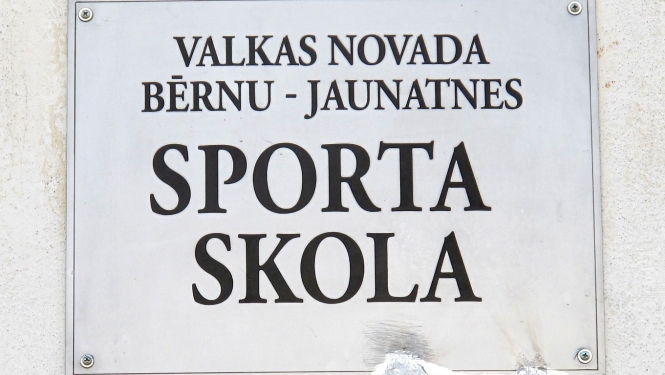 VALKAS NOVADA
BĒRNU - JAUNATNES
SPORTA
SKOLA